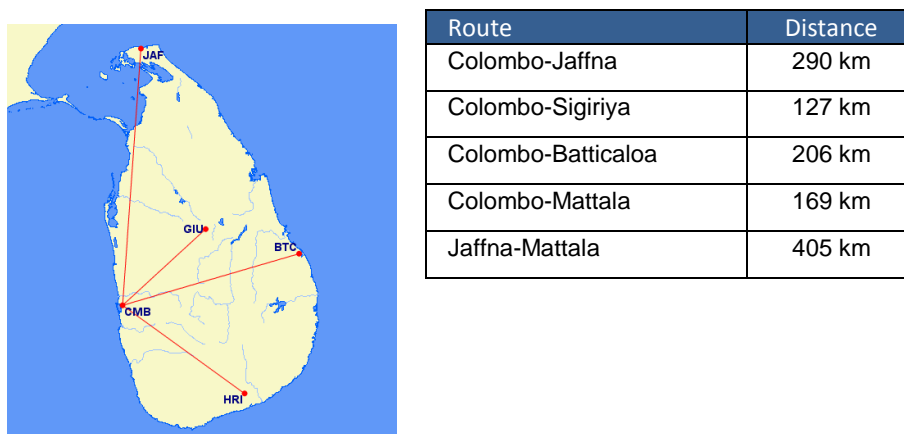 JAF
GIU
BTC
CMB
HRI
Route Distance
Colombo-Jaffna 290 km
Colombo-Sigiriya 127 km
Colombo-Batticaloa 206 km
Colombo-Mattala 169 km
Jaffna-Mattala 405 km